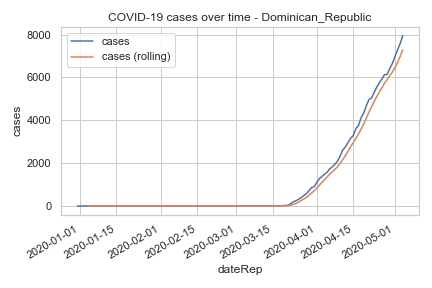 COVID-19 cases over time - Dominican_Republic
cases
cases (rolling)
8000
6000
4000
2000
0
cases
2020-01-01
2020-01-15
2020-02-01
2020-02-15
2020-03-01
2020-03-15
2020-04-01
2020-04-15
2020-05-01
dateRep